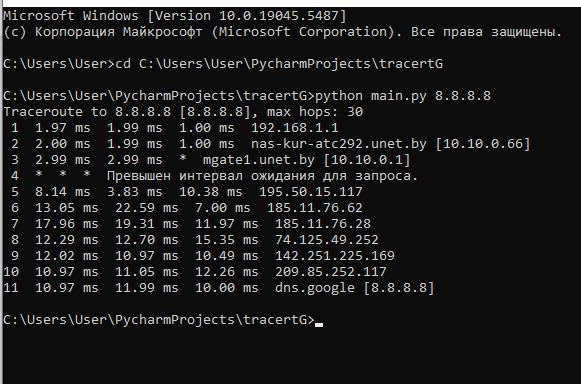 Microsoft Windows [Version 10.0.19045.5487]
(c) Корпорация Майкрософт (Microsoft Corporation). Все права защищены.
C:\Users\User>cd C:\Users\User\PycharmProjects\tracertG
C:\Users\User\PycharmProjects\tracertG>python main.py 8.8.8.8
Traceroute to 8.8.8.8 [8.8.8.8], max hops: 30
1 1.97 ms 1.99 ms 1.00 ms 192.168.1.1
2 2.00 ms 1.99 ms 1.00 ms nas-kur-atc292.unet.by [10.10.0.66]
3 2.99 ms 2.99 ms * mgate1.unet.by [10.10.0.1]
4 * * * Превышен интервал ожидания для запроса.
5 8.14 ms 3.83 ms 10.38 ms 195.50.15.117
6 13.05 ms 22.59 ms 7.00 ms 185.11.76.62
7 17.96 ms 19.31 ms 11.97 ms 185.11.76.28
8 12.29 ms 12.70 ms 15.35 ms 74.125.49.252
9 12.02 ms 10.97 ms 10.49 ms 142.251.225.169
10 10.97 ms 11.05 ms 12.26 ms 209.85.252.117
11 10.97 ms 11.99 ms 10.00 ms dns.google [8.8.8.8]
C:\Users\User\PycharmProjects\tracertG>